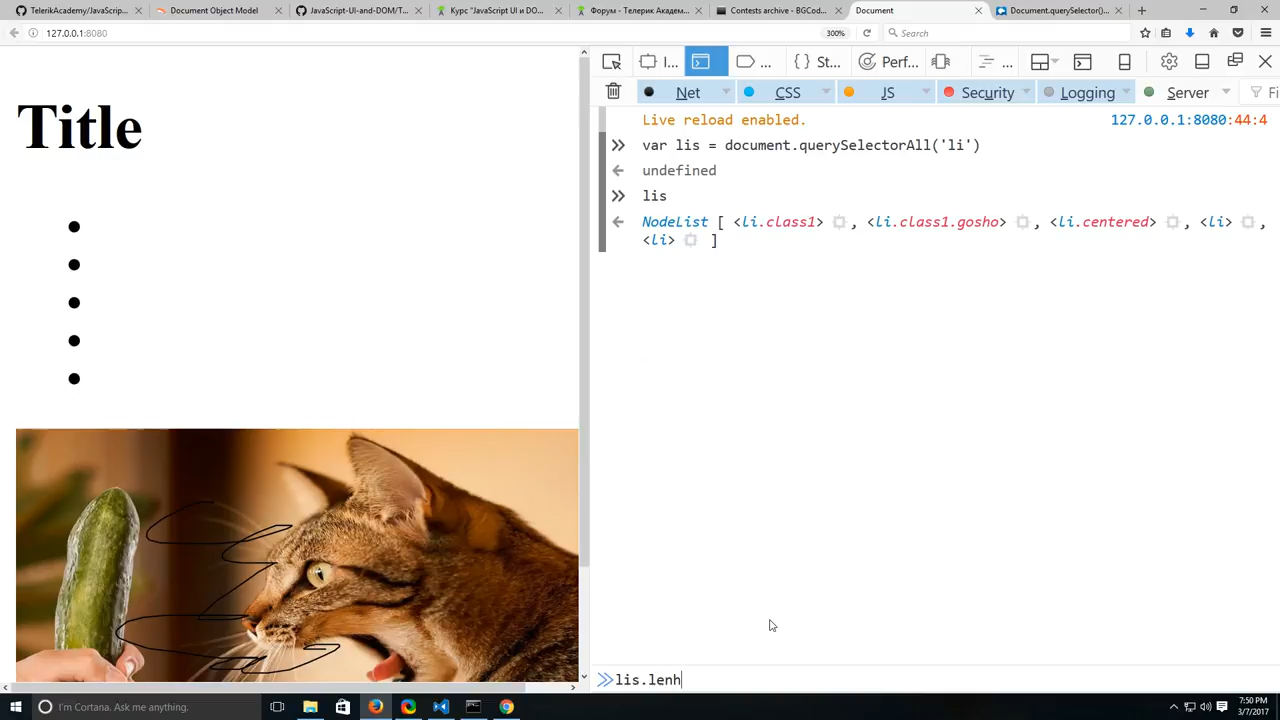 TelerikAcademy/JavaScrip...
Document Object Model
JavaScript-UI-and-DOM/T...
Курс "JavaScript UI и DO...
Форум - Телерик Академ...
Contests archive - BGCod...
Document
Document.querySelector()...
127.0.0.1:8080
300%
Search
I...
...
St...
Perf...
...
Net
CSS
JS
Security
Logging
Server
Fi
Live reload enabled. 127.0.0.1:8080:44:4
var lis = document.querySelectorAll('li')
undefined
lis
NodeList [ <li.class1> , <li.class1.gosho> , <li.centered> , <li> ,
<li> ]
Title
lis.lenh
I'm Cortana. Ask me anything.
7:50 PM
3/7/2017